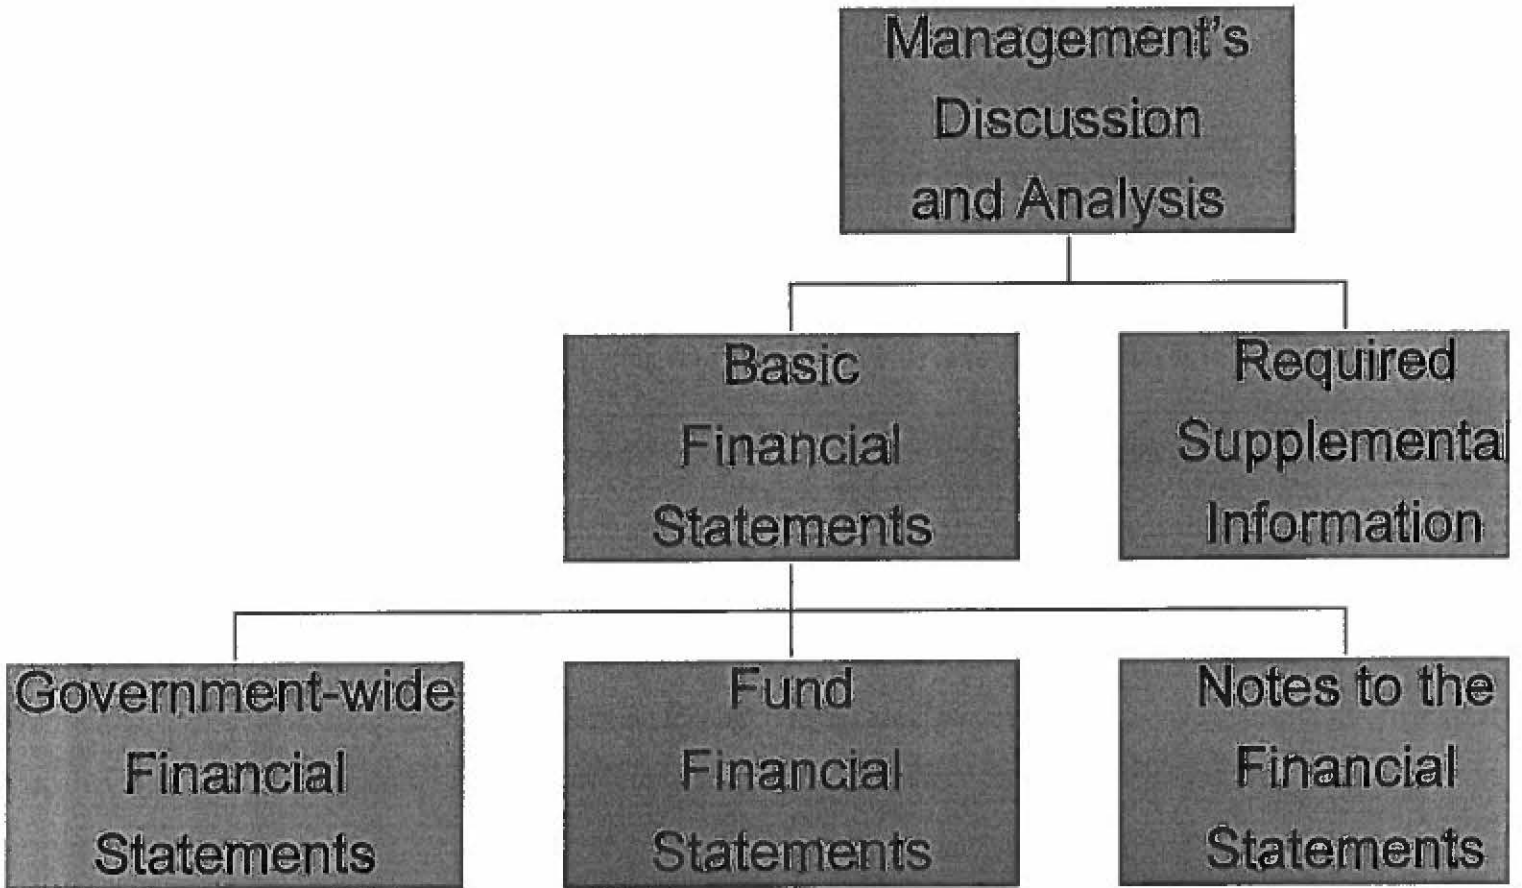 Management's
Discussion
and Analysis
Basic
Financial
Statements
Required
Supplemental
Information
Government-wide
Financial
Statements
Fund
Financial
Statements
Notes to the
Financial
Statements